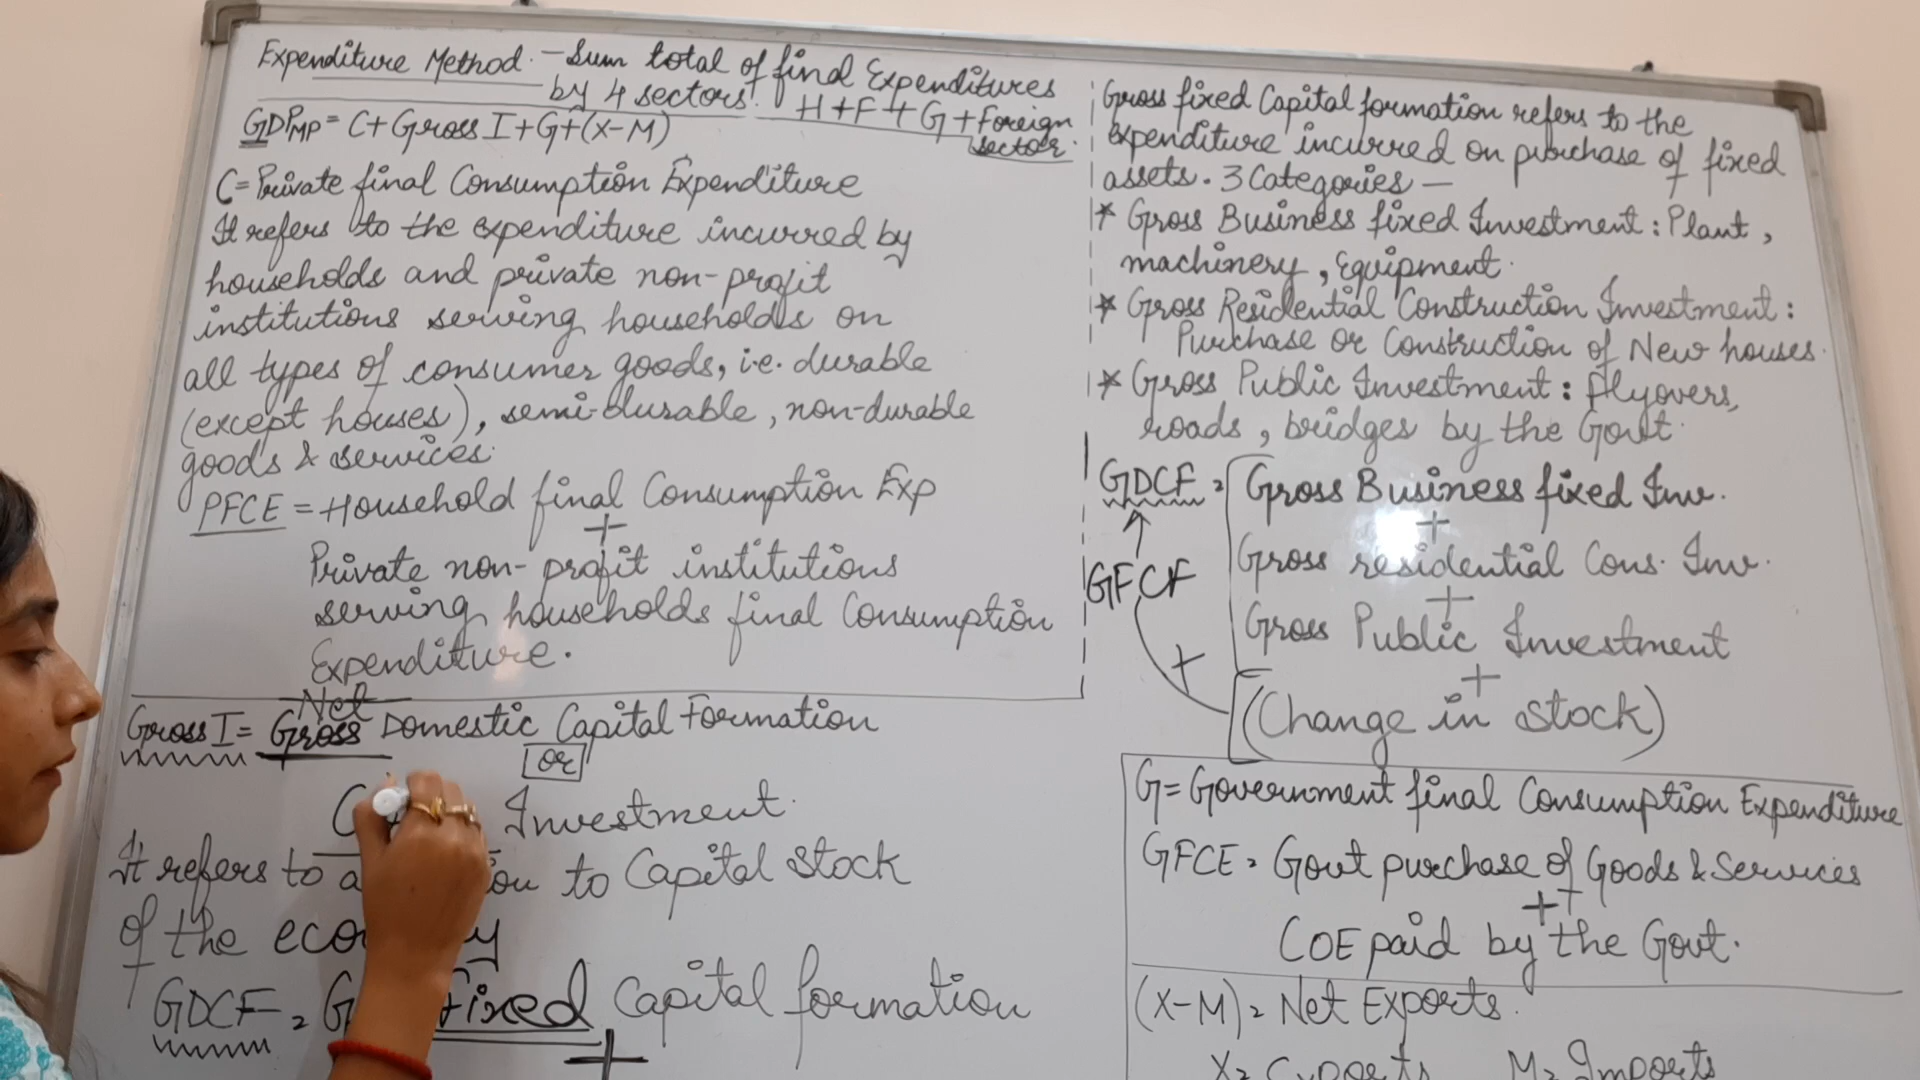 Expenditure Method - Sum total of final Expenditures
by 4 sectors. H + F + G + Foreign
sector.
GDPMP = C + Gross I + G + (X-M)
C = Private final Consumption Expenditure
It refers to the expenditure incurred by
households and private non-profit
institutions serving households on
all types of consumer goods, i.e. durable
(except houses), semi-durable, non-durable
goods & services.
PFCE = Household final Consumption Exp
+
Private non-profit institutions
serving households final Consumption
Expenditure.
Net
Gross I = Gross Domestic Capital Formation
or
Investment.
It refers to to Capital Stock
of the
GDCF = Fixed Capital formation
+
Gross fixed Capital formation refers to the
expenditure incurred on purchase of fixed
assets. 3 Categories -
* Gross Business fixed Investment: Plant,
machinery, Equipment.
* Gross Residential Construction Investment:
Purchase or Construction of New houses.
* Gross Public Investment: flyovers,
roads, bridges by the Govt.
GDCF = Gross Business fixed Inv.
+
Gross residential Cons. Inv.
GFCF
+
Gross Public Investment
+
+
(Change in stock)
G = Government final Consumption Expenditure
GFCE = Govt purchase of Goods & Services
+
COE paid by the Govt.
(X-M) = Net Exports.
X = Exports M = Imports